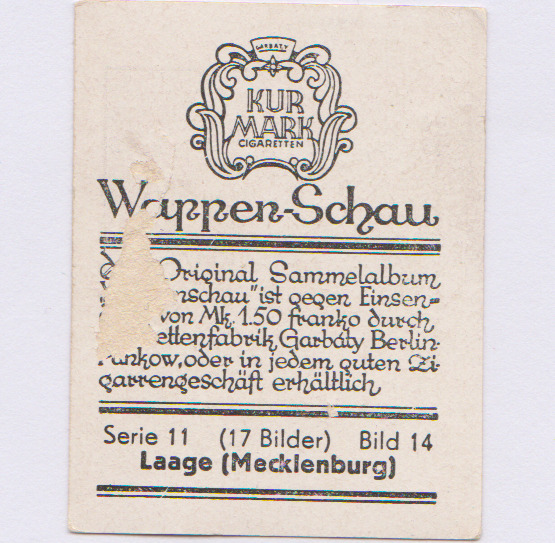 GARBATY
KUR
MARK
CIGARETTEN
Wappen-Schau
Original Sammelalbum
nschau" ist gegen Einsen-
von Mk. 1.50 franko durch
ettenfabrik Garbaty Berlin-
ankow, oder in jedem guten Zi-
garrengeschäft erhältlich
Serie 11 (17 Bilder) Bild 14
Laage (Mecklenburg)